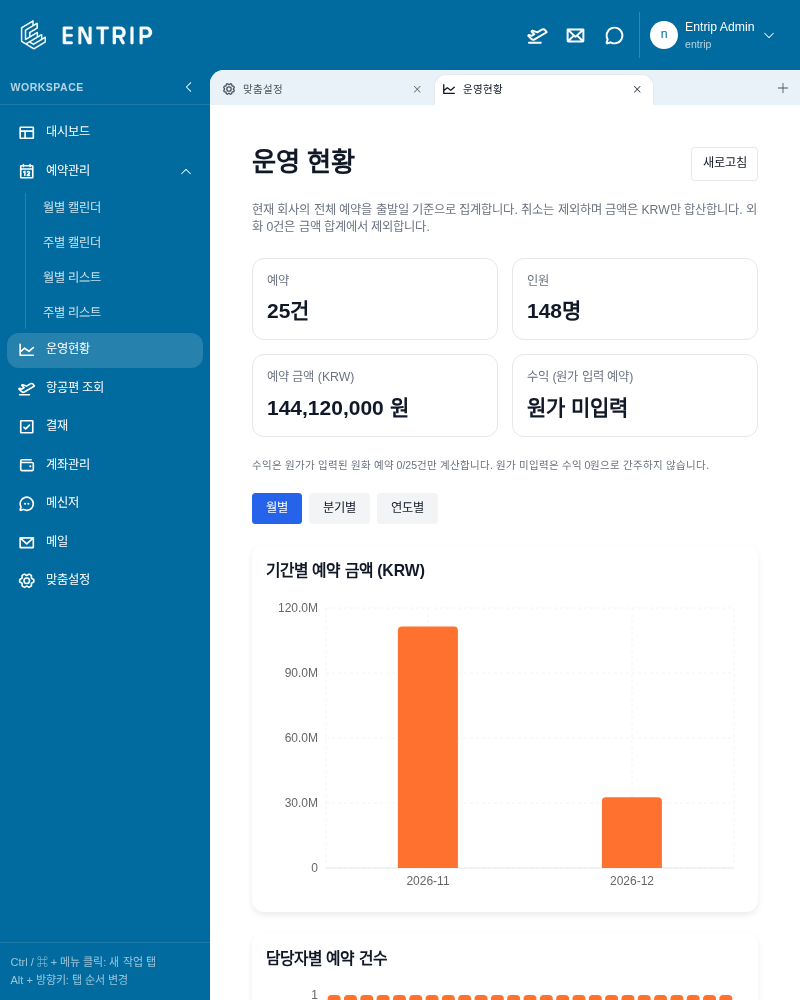 ENTRIP
n
Entrip Admin
entrip
WORKSPACE
맞춤설정
운영현황
대시보드
예약관리
월별 캘린더
주별 캘린더
월별 리스트
주별 리스트
운영현황
항공편 조회
결재
계좌관리
메신저
메일
맞춤설정
Ctrl / ⌘ + 메뉴 클릭: 새 작업 탭
Alt + 방향키: 탭 순서 변경
운영 현황
새로고침
현재 회사의 전체 예약을 출발일 기준으로 집계합니다. 취소는 제외하며 금액은 KRW만 합산합니다. 외
화 0건은 금액 합계에서 제외합니다.
예약
25건
인원
148명
예약 금액 (KRW)
144,120,000 원
수익 (원가 입력 예약)
원가 미입력
수익은 원가가 입력된 원화 예약 0/25건만 계산합니다. 원가 미입력은 수익 0원으로 간주하지 않습니다.
월별
분기별
연도별
기간별 예약 금액 (KRW)
120.0M
90.0M
60.0M
30.0M
0
2026-11
2026-12
담당자별 예약 건수
1